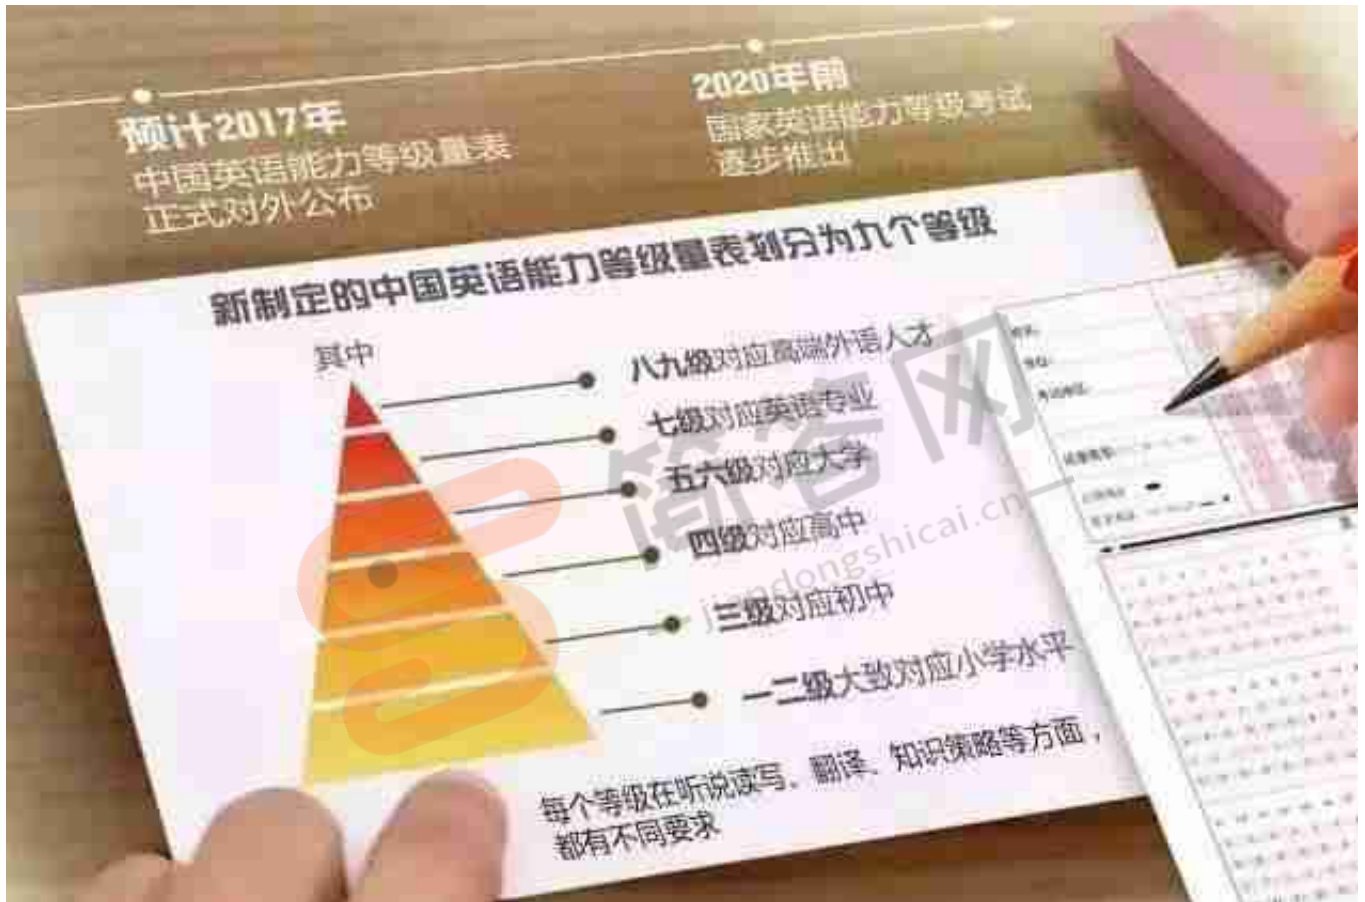 预计2017年
中国英语能力等级量表
正式对外公布
2020年前
国家英语能力等级考试
逐步推出
新制定的中国英语能力等级量表划分为九个等级
其中
八九级对应高端外语人才
七级对应英语专业
五六级对应大学
四级对应高中
三级对应初中
一二级大致对应小学水平
每个等级在听说读写、翻译、知识策略等方面，
都有不同要求
简答网
jiandongshicai.cn